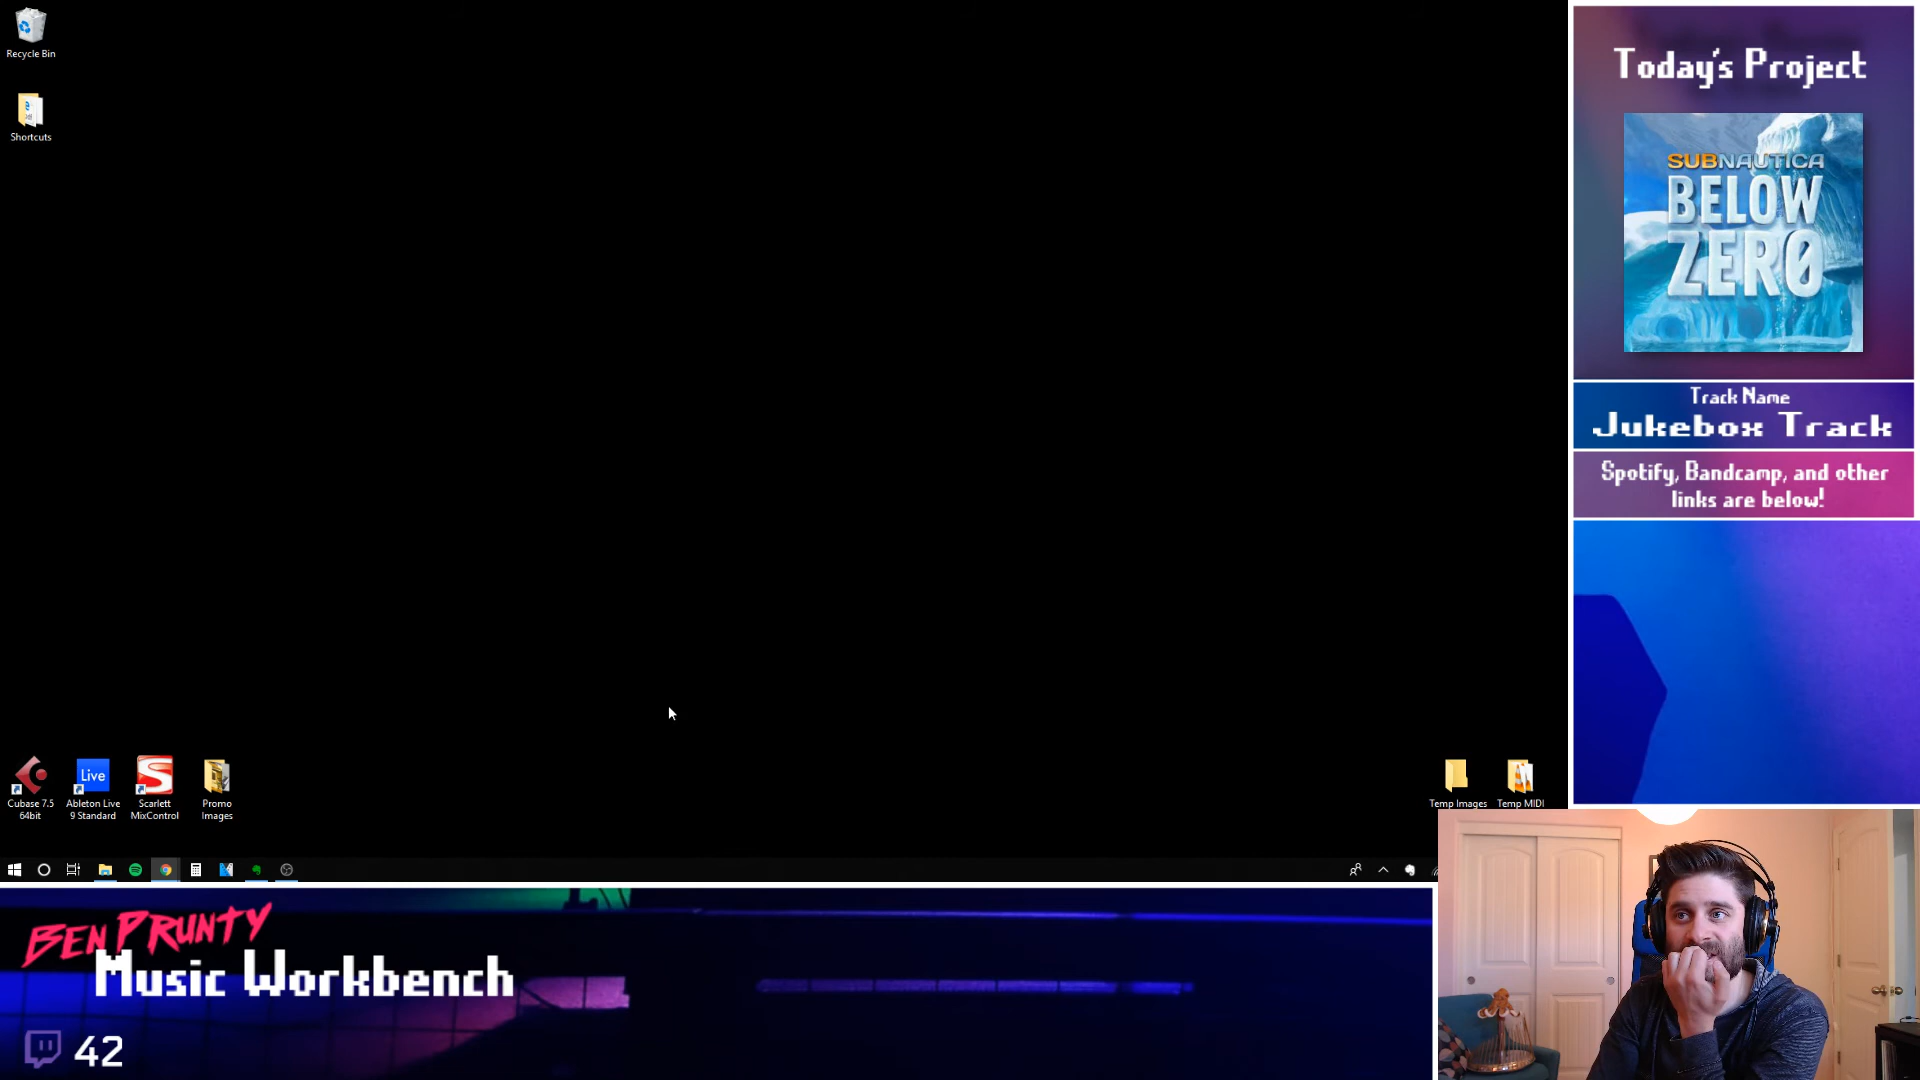 Recycle Bin
Shortcuts
Today's Project
SUBNAUTICA
BELOW
ZERO
Track Name
Jukebox Track
Spotify, Bandcamp, and other
links are below!
Live
Cubase 7.5
64bit
Ableton Live
9 Standard
Scarlett
MixControl
Promo
Images
Temp Images
Temp MIDI
BEN PRUNTY
Music Workbench
42